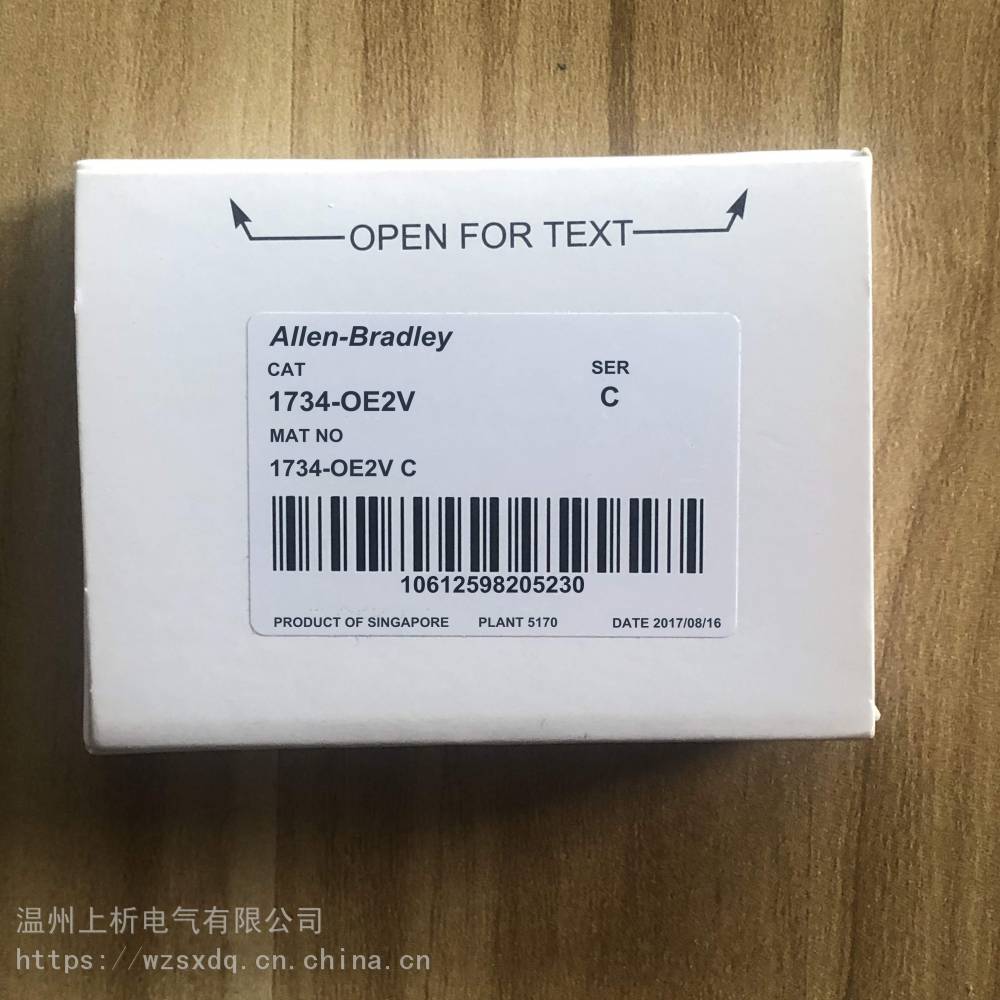 OPEN FOR TEXT
Allen-Bradley
CAT SER
1734-OE2V C
MAT NO
1734-OE2V C
10612598205230
PRODUCT OF SINGAPORE PLANT 5170 DATE 2017/08/16
温州上析电气有限公司
https://wzsxdq.cn.china.cn